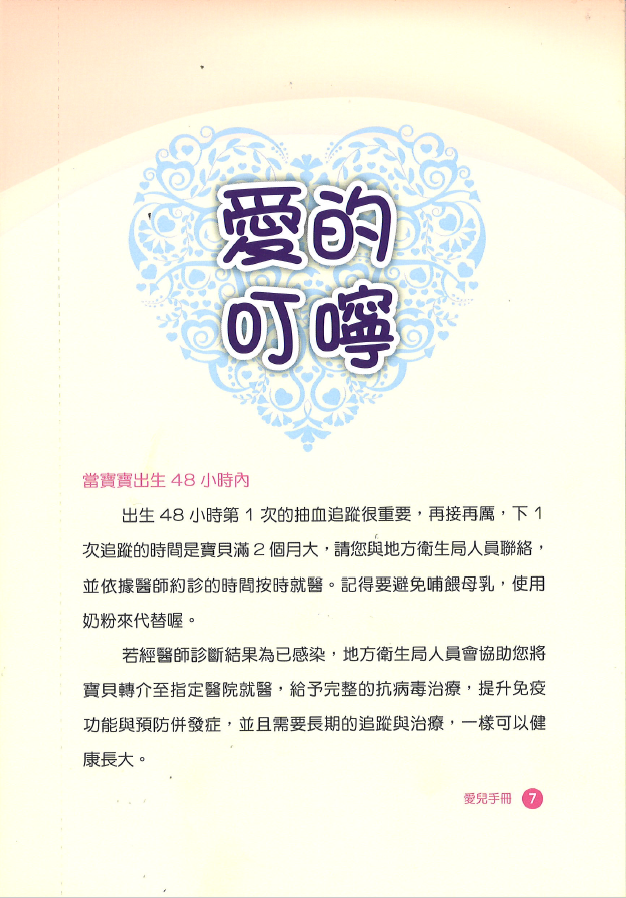 愛的
叮嚀
當寶寶出生 48 小時內
出生 48 小時第 1 次的抽血追蹤很重要，再接再厲，下 1
次追蹤的時間是寶貝滿 2 個月大，請您與地方衛生局人員聯絡，
並依據醫師約診的時間按時就醫。記得要避免哺餵母乳，使用
奶粉來代替喔。
若經醫師診斷結果為已感染，地方衛生局人員會協助您將
寶貝轉介至指定醫院就醫，給予完整的抗病毒治療，提升免疫
功能與預防併發症，並且需要長期的追蹤與治療，一樣可以健
康長大。
愛兒手冊 7